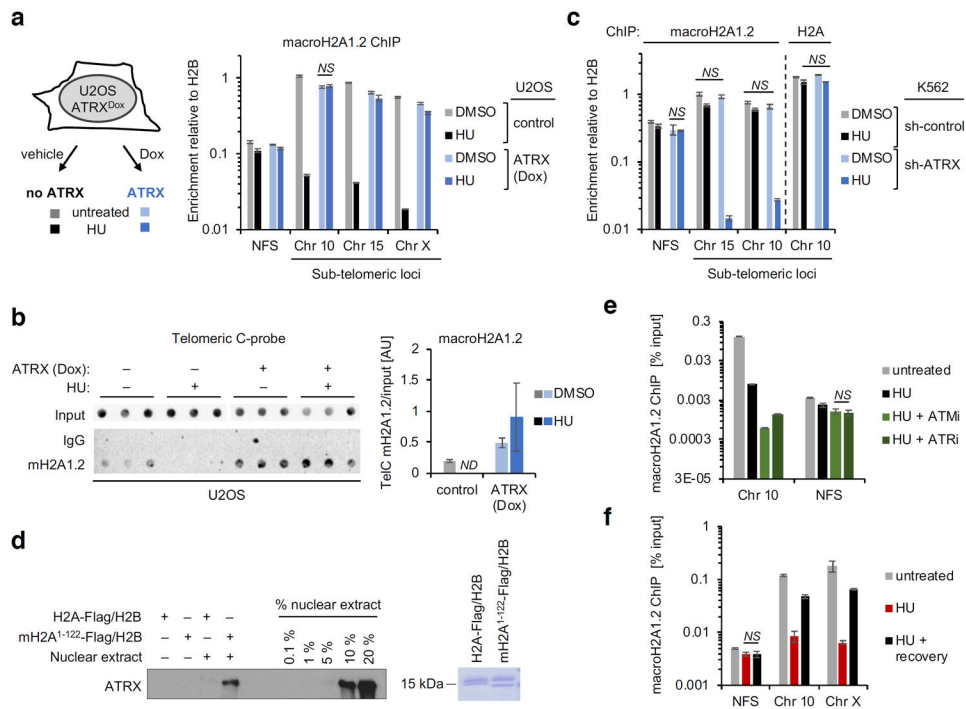 a
macroH2A1.2 ChIP
U2OS
ATRXDox
vehicle
Dox
no ATRX
ATRX
untreated
HU
Enrichment relative to H2B
1
0.1
0.01
NS
NFS
Chr 10
Chr 15
Chr X
Sub-telomeric loci
U2OS
DMSO
HU
control
DMSO
HU
ATRX
(Dox)
c
ChIP:
macroH2A1.2
H2A
Enrichment relative to H2B
1
0.1
0.01
NS
NS
NS
NS
NFS
Chr 15
Chr 10
Chr 10
Sub-telomeric loci
K562
DMSO
HU
sh-control
DMSO
HU
sh-ATRX
b
Telomeric C-probe
ATRX (Dox):
– – + +
HU:
– + – +
Input
IgG
mH2A1.2
U2OS
macroH2A1.2
TelC mH2A1.2/input [AU]
2
1.5
1
0.5
0
ND
control
ATRX
(Dox)
DMSO
HU
e
macroH2A1.2 ChIP [% input]
0.3
0.03
0.003
0.0003
3E-05
NS
Chr 10
NFS
untreated
HU
HU + ATMi
HU + ATRi
d
H2A-Flag/H2B
+ – + –
mH2A1-122-Flag/H2B
– + – +
Nuclear extract
– – + +
% nuclear extract
0.1 %
1 %
5 %
10 %
20 %
ATRX
H2A-Flag/H2B
mH2A1-122-Flag/H2B
15 kDa
f
macroH2A1.2 ChIP [% input]
1
0.1
0.01
0.001
NS
NFS
Chr 10
Chr X
untreated
HU
HU +
recovery